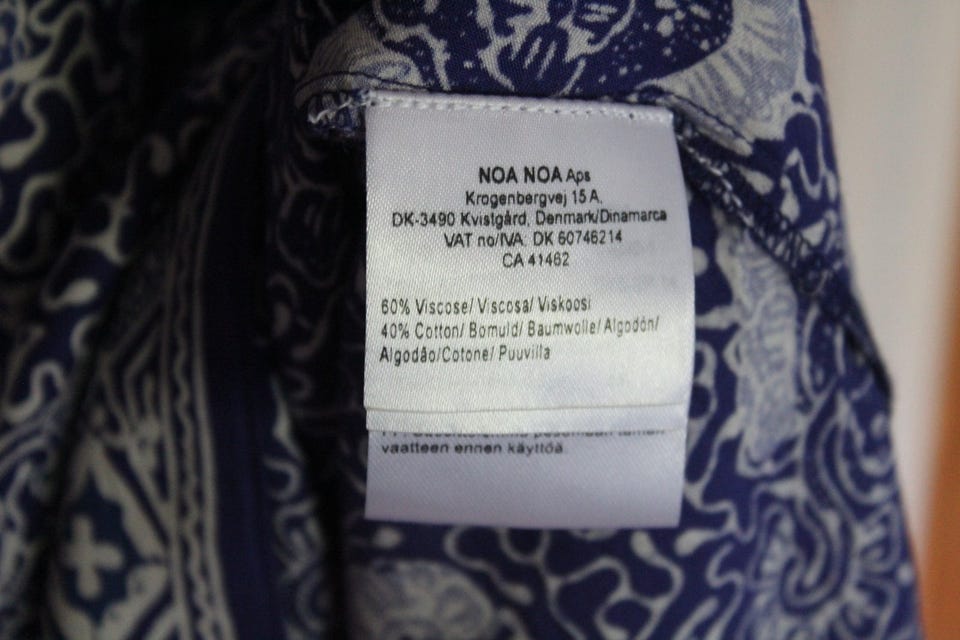 NOA NOA Aps
Krogenbergvej 15 A,
DK-3490 Kvistgård, Denmark/Dinamarca
VAT no/IVA: DK 60746214
CA 41462
60% Viscose/ Viscosa/ Viskoosi
40% Cotton/ Bomuld/ Baumwolle/ Algodón/
Algodão/Cotone/ Puuvilla
vaatteen ennen käyttöä.